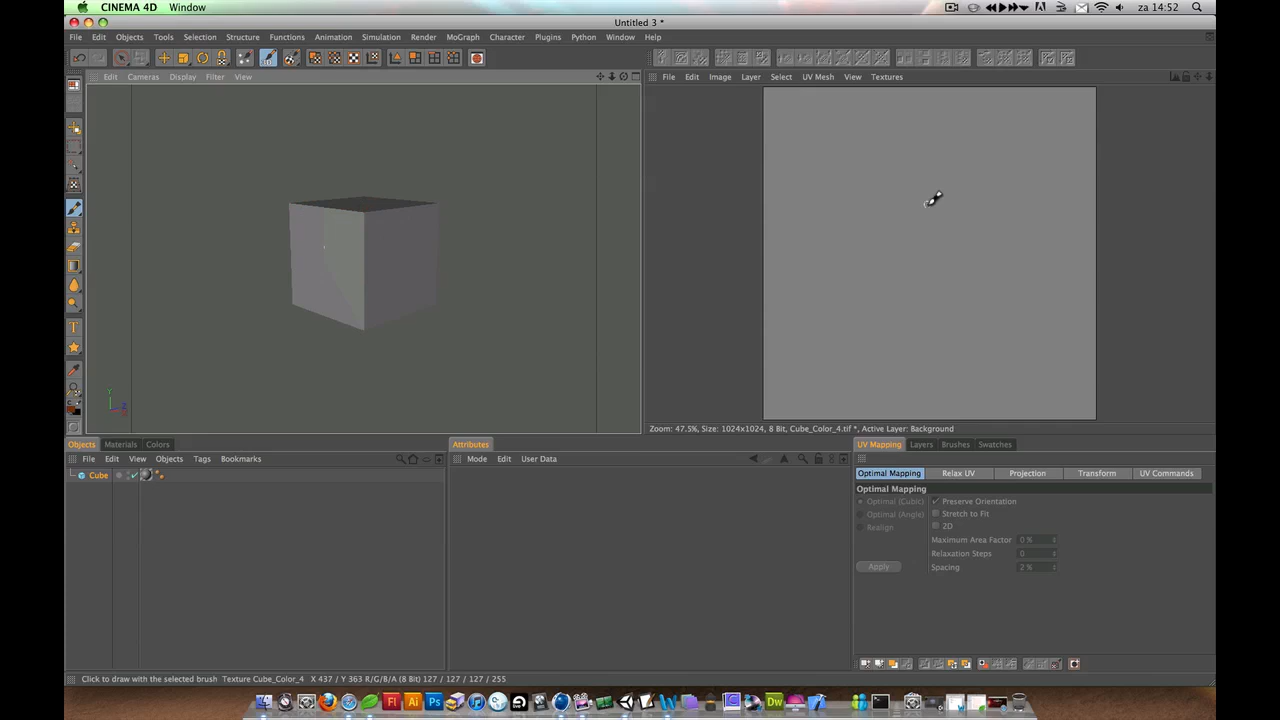 CINEMA 4D Window
za 14:52
Untitled 3 *
File Edit Objects Tools Selection Structure Functions Animation Simulation Render MoGraph Character Plugins Python Window Help
Edit Cameras Display Filter View
File Edit Image Layer Select UV Mesh View Textures
Y
Z
Zoom: 47.5%, Size: 1024x1024, 8 Bit, Cube_Color_4.tif *, Active Layer: Background
Objects Materials Colors
Attributes
UV Mapping Layers Brushes Swatches
File Edit View Objects Tags Bookmarks
Mode Edit User Data
Cube
Optimal Mapping Relax UV Projection Transform UV Commands
Optimal Mapping
Optimal (Cubic) Preserve Orientation
Optimal (Angle) Stretch to Fit
Realign 2D
Maximum Area Factor 0 %
Relaxation Steps 0
Apply Spacing 2 %
Click to draw with the selected brush Texture Cube_Color_4 X 437 / Y 363 R/G/B/A (8 Bit) 127 / 127 / 127 / 255
Fl Ai Ps Dw